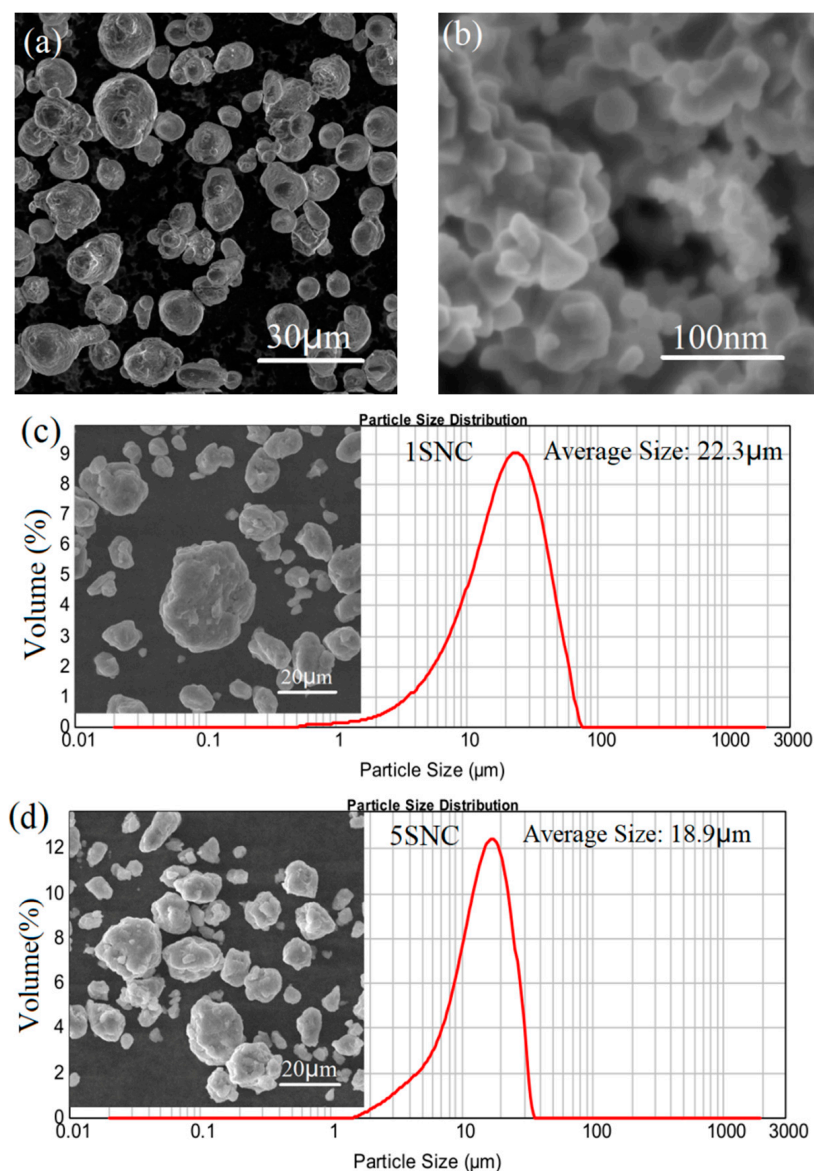 (a)
30μm
(b)
100nm
(c)
Particle Size Distribution
1SNC
Average Size: 22.3μm
Volume (%)
9
8
7
6
5
4
3
2
1
0
20μm
0.01 0.1 1 10 100 1000 3000
Particle Size (μm)
(d)
Particle Size Distribution
5SNC
Average Size: 18.9μm
Volume(%)
12
10
8
6
4
2
0
20μm
0.01 0.1 1 10 100 1000 3000
Particle Size (μm)